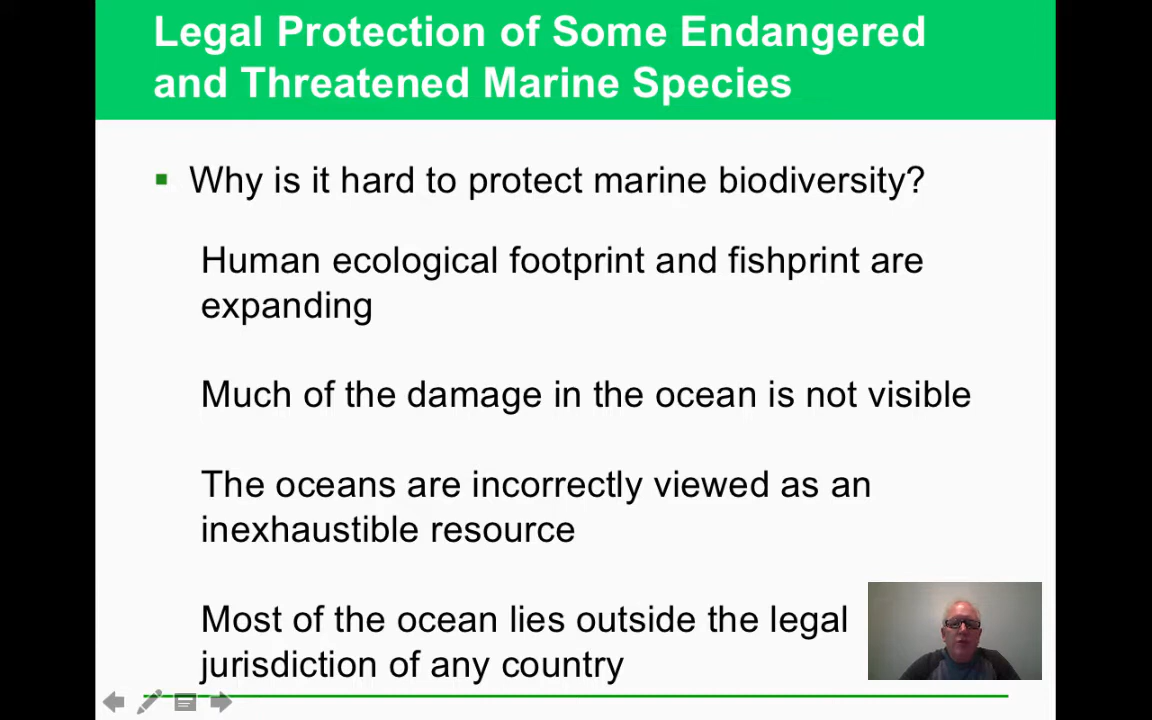 Legal Protection of Some Endangered
and Threatened Marine Species
Why is it hard to protect marine biodiversity?
Human ecological footprint and fishprint are
expanding
Much of the damage in the ocean is not visible
The oceans are incorrectly viewed as an
inexhaustible resource
Most of the ocean lies outside the legal
jurisdiction of any country